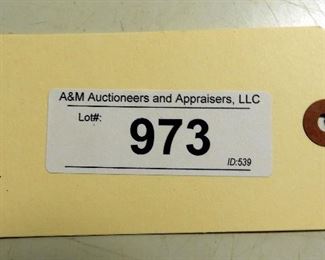 A&M Auctioneers and Appraisers, LLC
Lot#:
973
ID:539